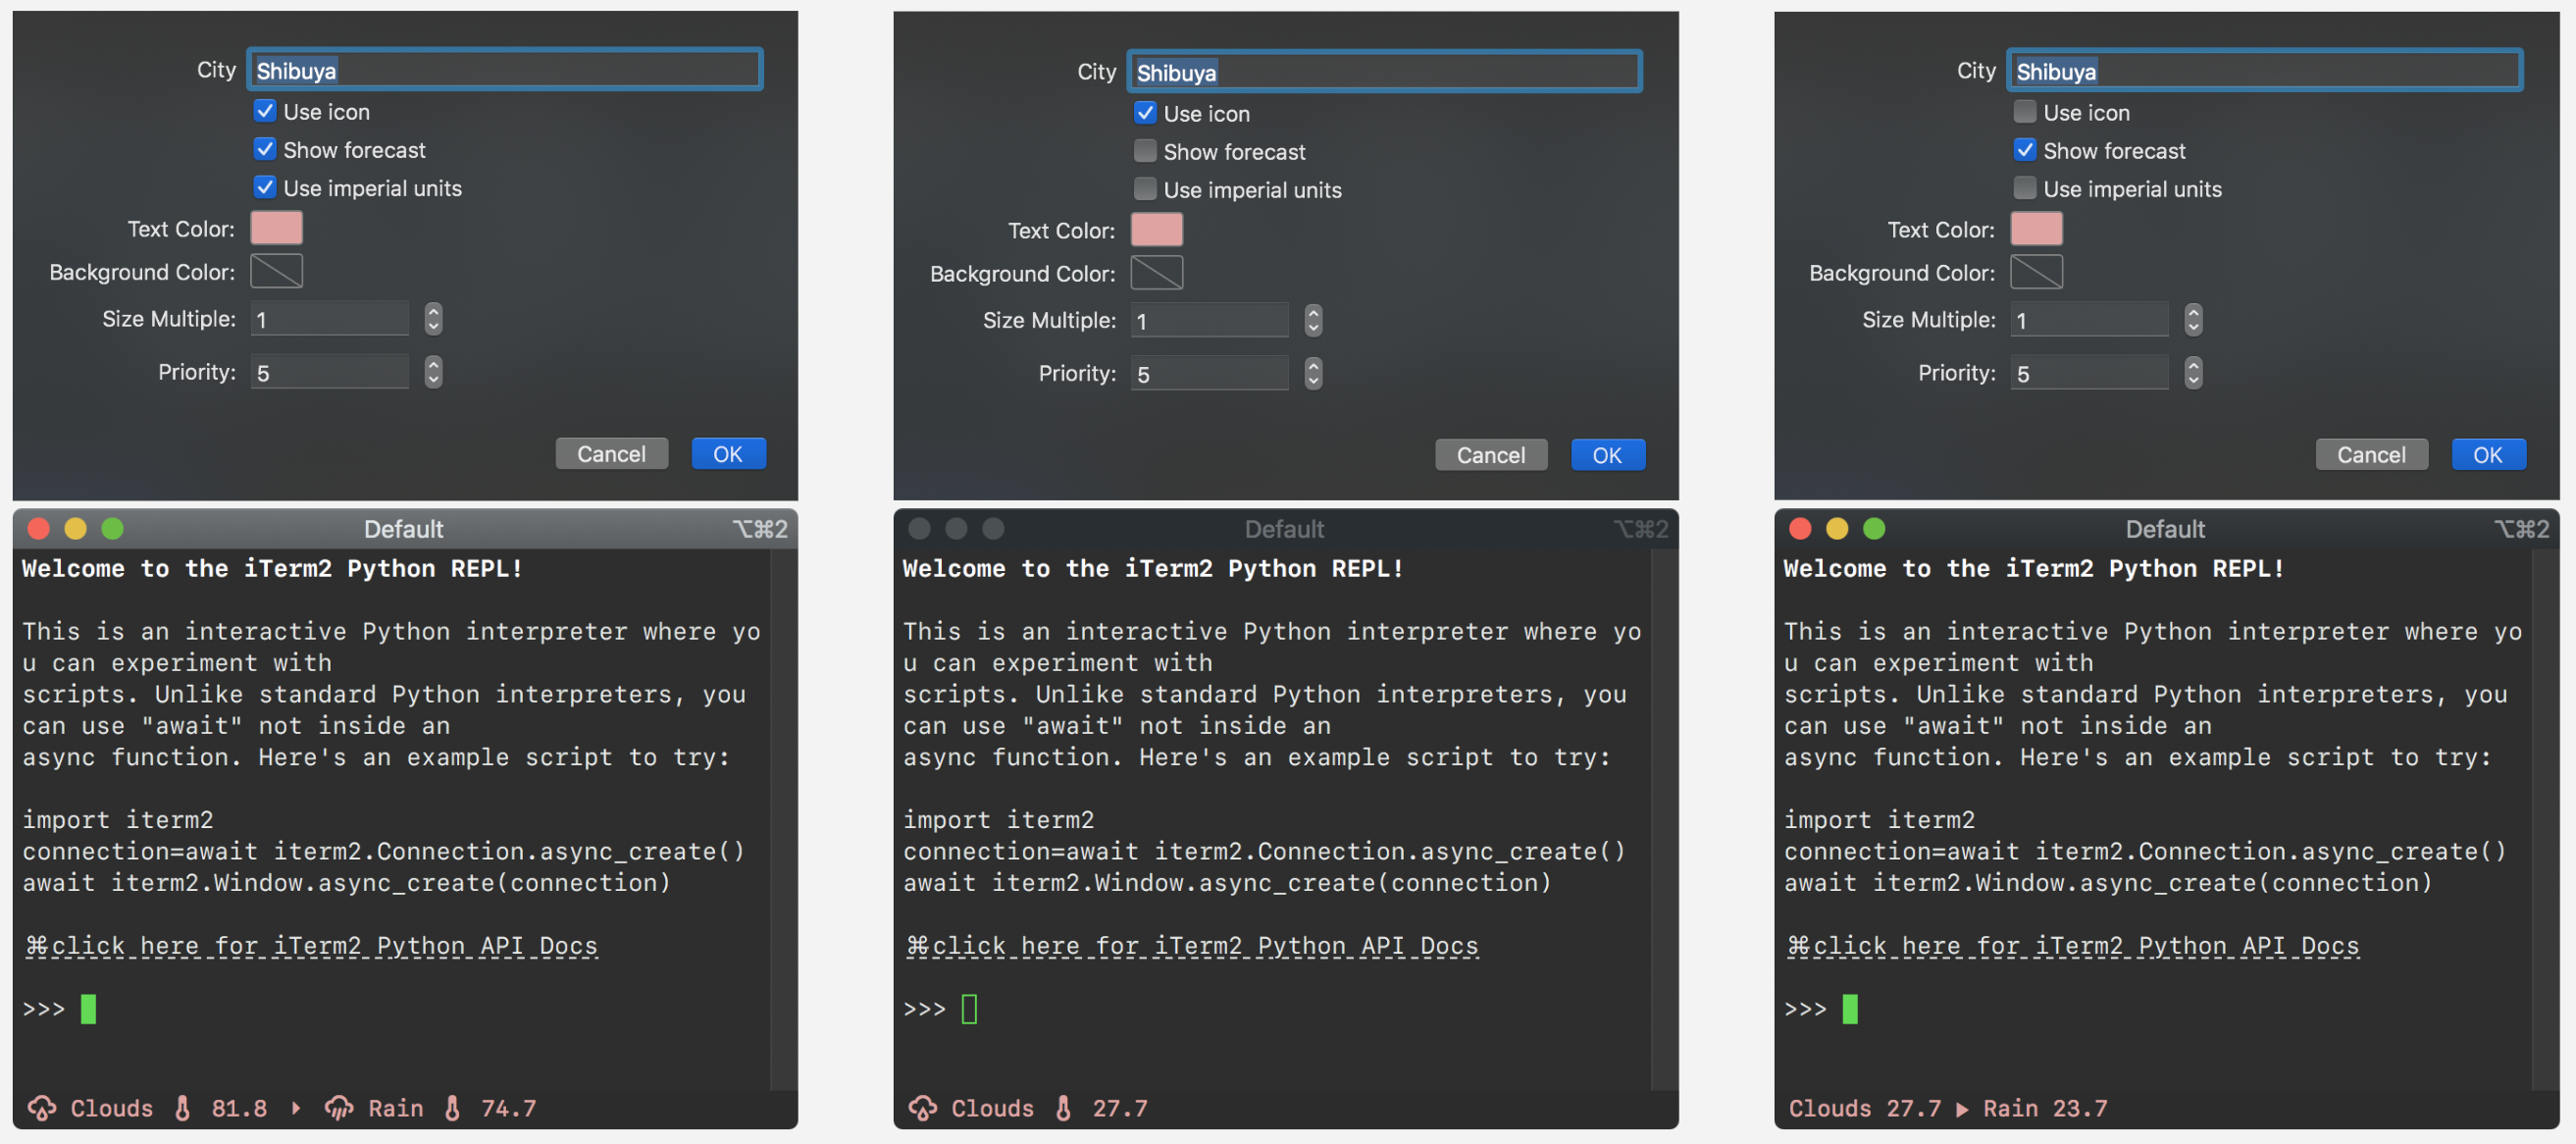 City Shibuya
Use icon
Show forecast
Use imperial units
Text Color:
Background Color:
Size Multiple: 1
Priority: 5
Cancel OK
Default ⌥⌘2
Welcome to the iTerm2 Python REPL!
This is an interactive Python interpreter where yo
u can experiment with
scripts. Unlike standard Python interpreters, you
can use "await" not inside an
async function. Here's an example script to try:
import iterm2
connection=await iterm2.Connection.async_create()
await iterm2.Window.async_create(connection)
⌘click here for iTerm2 Python API Docs
>>>
Clouds 81.8 Rain 74.7
City Shibuya
Use icon
Show forecast
Use imperial units
Text Color:
Background Color:
Size Multiple: 1
Priority: 5
Cancel OK
Default ⌥⌘2
Welcome to the iTerm2 Python REPL!
This is an interactive Python interpreter where yo
u can experiment with
scripts. Unlike standard Python interpreters, you
can use "await" not inside an
async function. Here's an example script to try:
import iterm2
connection=await iterm2.Connection.async_create()
await iterm2.Window.async_create(connection)
⌘click here for iTerm2 Python API Docs
>>>
Clouds 27.7
City Shibuya
Use icon
Show forecast
Use imperial units
Text Color:
Background Color:
Size Multiple: 1
Priority: 5
Cancel OK
Default ⌥⌘2
Welcome to the iTerm2 Python REPL!
This is an interactive Python interpreter where yo
u can experiment with
scripts. Unlike standard Python interpreters, you
can use "await" not inside an
async function. Here's an example script to try:
import iterm2
connection=await iterm2.Connection.async_create()
await iterm2.Window.async_create(connection)
⌘click here for iTerm2 Python API Docs
>>>
Clouds 27.7 ▶ Rain 23.7